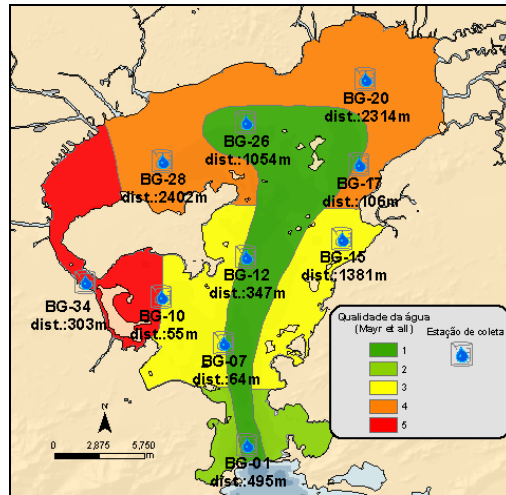 BG-20
dist.:2314m
BG-26
dist.:1054m
BG-28
dist.:2402m
BG-17
dist.:106m
BG-15
dist.:1381m
BG-12
dist.:347m
BG-34
dist.:303m
BG-10
dist.:55m
BG-07
dist.:64m
BG-01
dist.:495m
Qualidade da água
(Mayr et all)
Estação de coleta
1
2
3
4
5
N
0 2,875 5,750
m